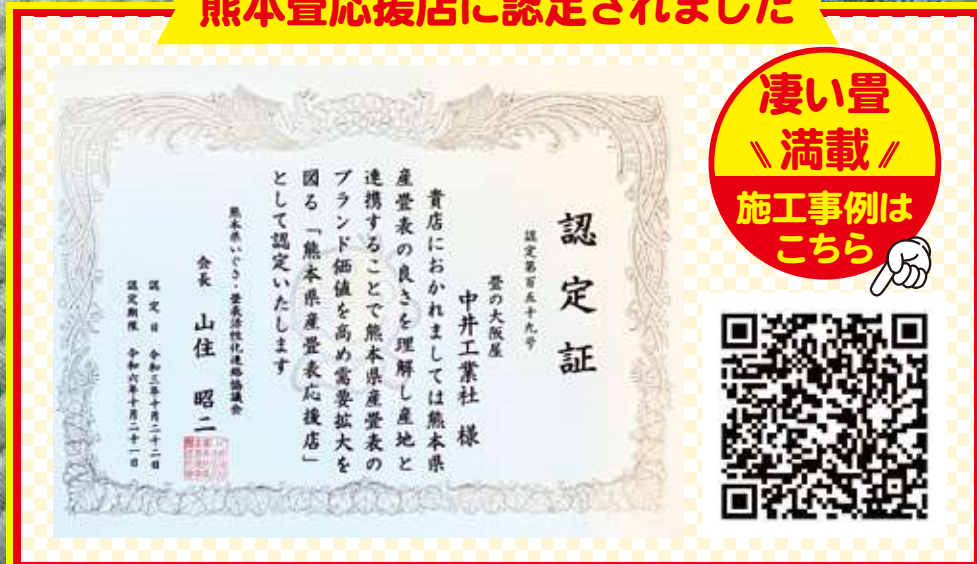 熊本畳応援店に認定されました
認定証
認定第百五十九号
畳の大阪屋
中井工業社 様
貴店におかれましては熊本県
産畳表の良さを理解し産地と
連携することで熊本県産畳表の
ブランド価値を高め需要拡大を
図る「熊本県産畳表応援店」
として認定いたします
熊本県いぐさ・畳表活性化連絡協議会
会長 山住 昭二
認定日 令和三年十月二十二日
認定期限 令和六年十月二十一日
凄い畳
満載
施工事例は
こちら